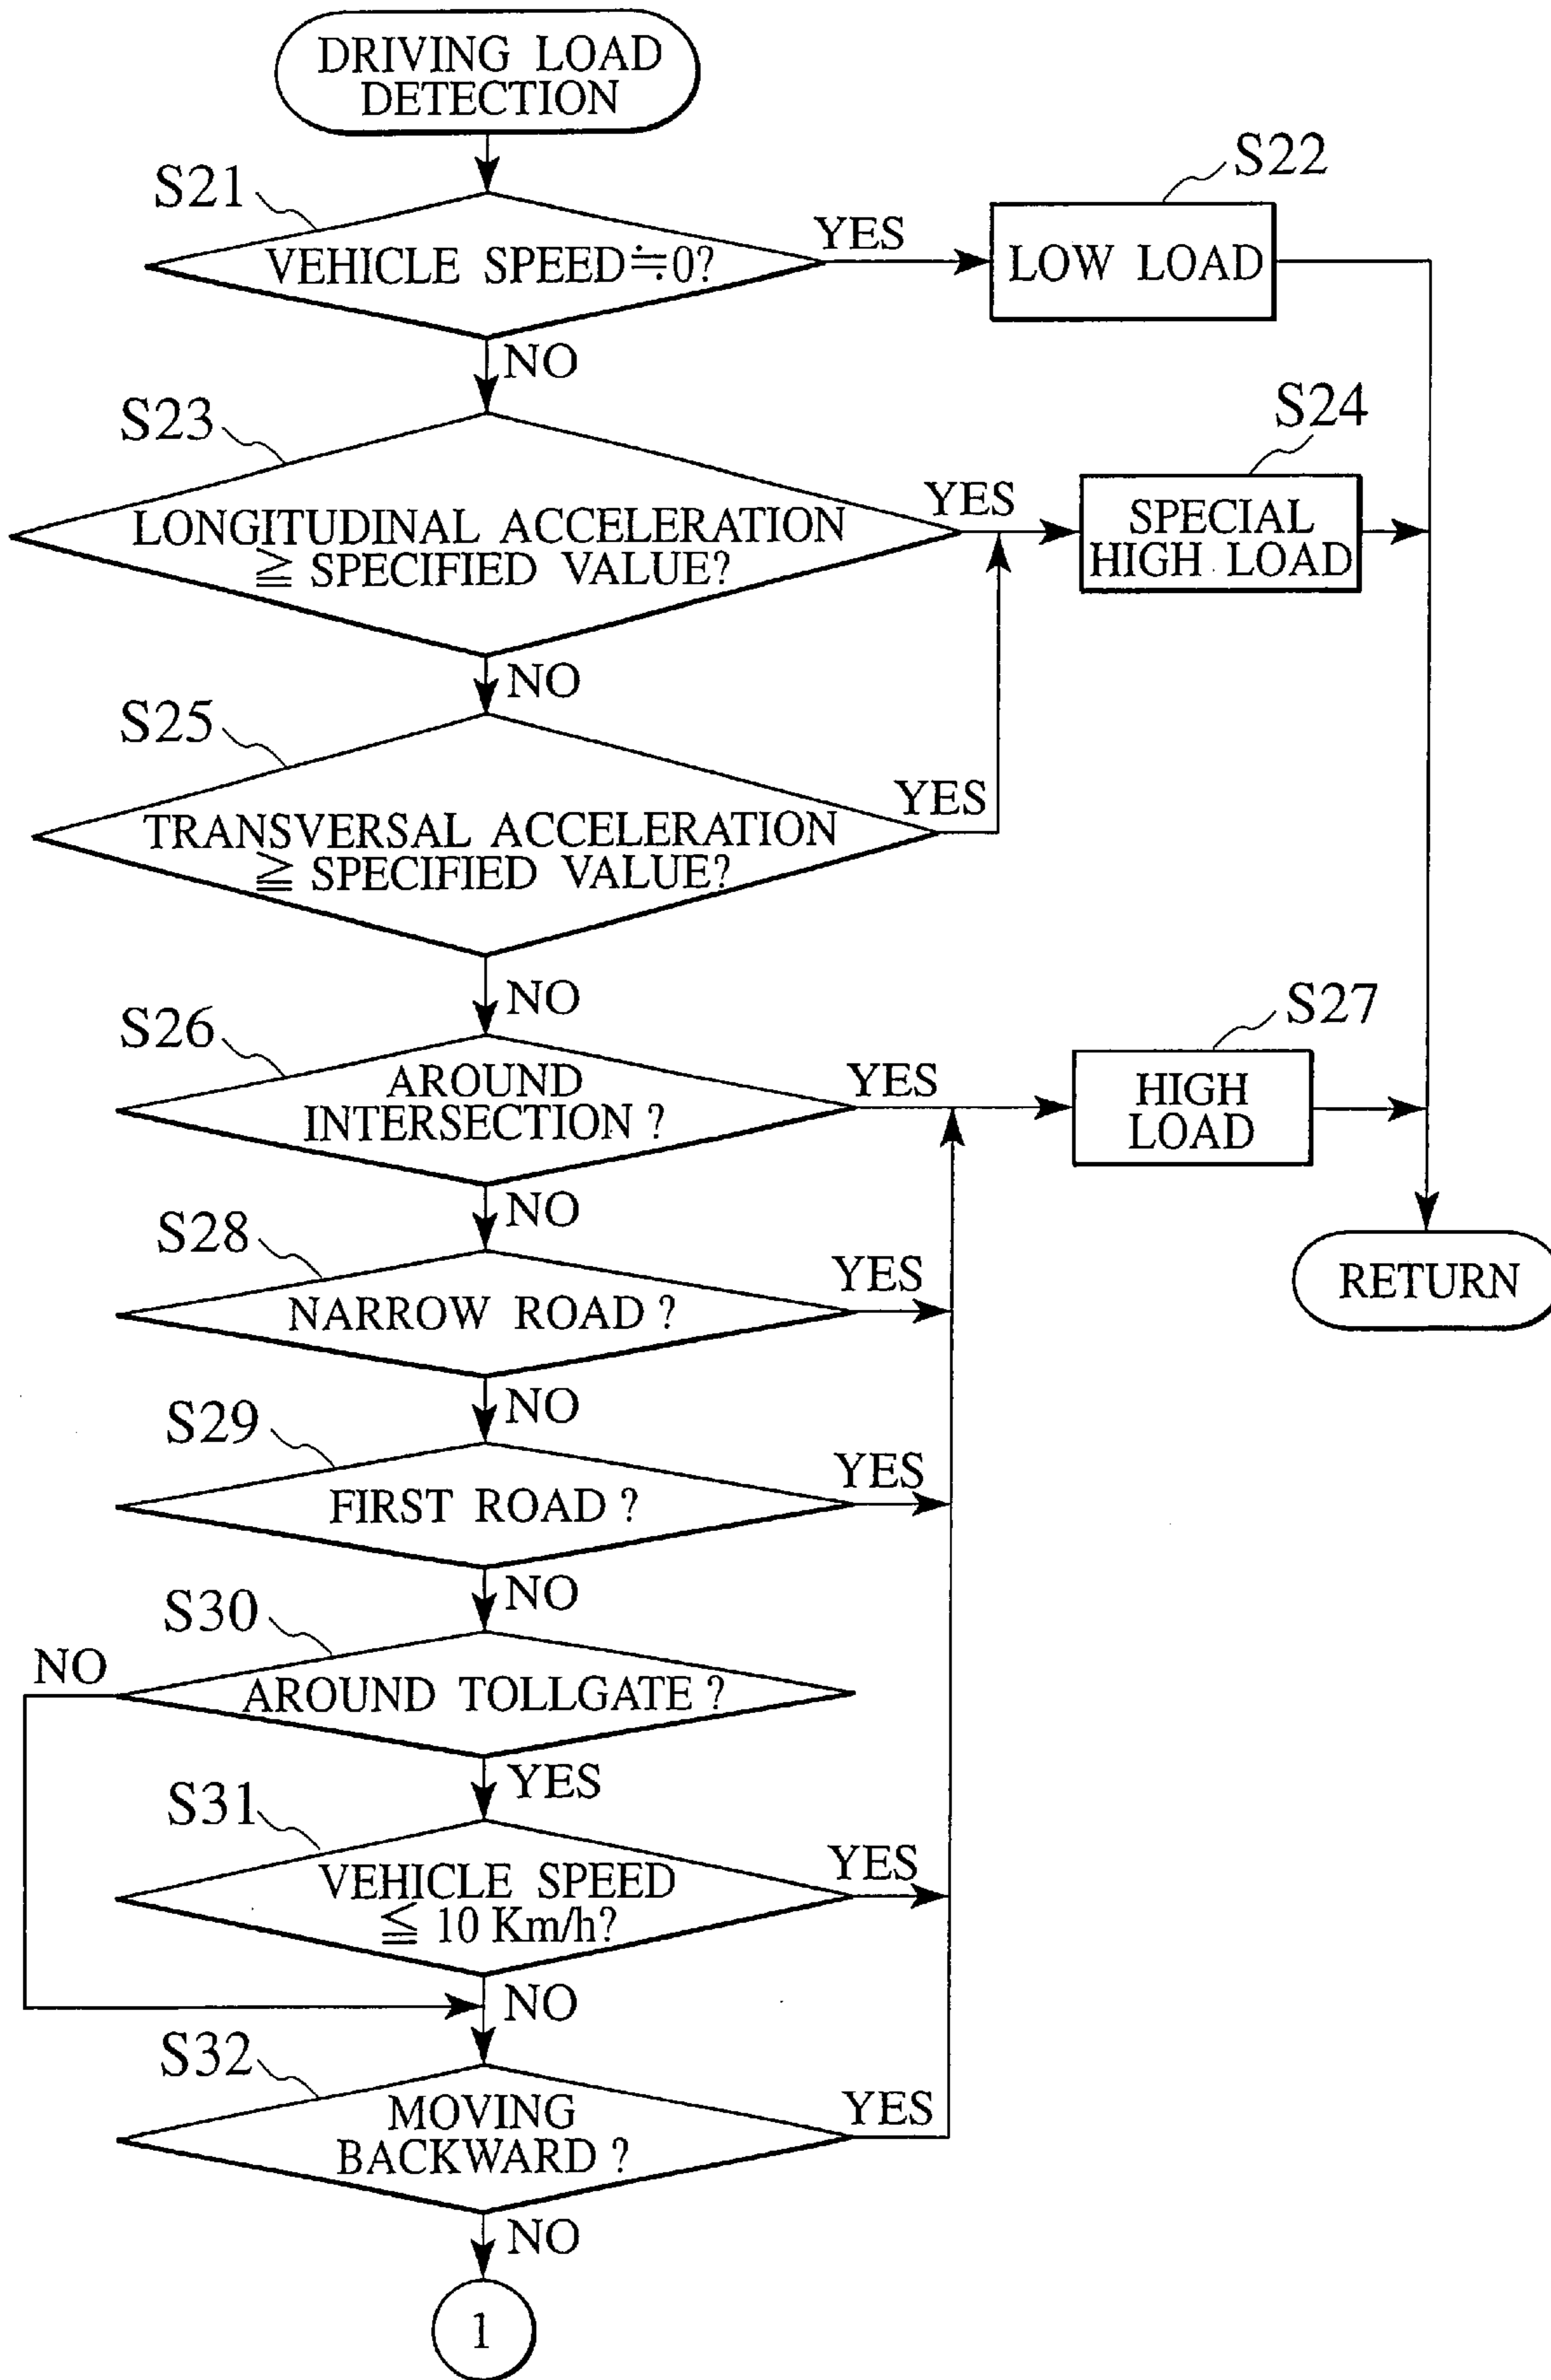 DRIVING LOAD
DETECTION
S21
VEHICLE SPEED≒0?
YES
S22
LOW LOAD
NO
S23
LONGITUDINAL ACCELERATION
≧ SPECIFIED VALUE?
YES
S24
SPECIAL
HIGH LOAD
NO
S25
TRANSVERSAL ACCELERATION
≧ SPECIFIED VALUE?
YES
NO
S26
AROUND
INTERSECTION ?
YES
S27
HIGH
LOAD
NO
S28
NARROW ROAD ?
YES
RETURN
NO
S29
FIRST ROAD ?
YES
NO
S30
NO
AROUND TOLLGATE ?
YES
S31
VEHICLE SPEED
≦ 10 Km/h?
YES
NO
S32
MOVING
BACKWARD ?
YES
NO
1